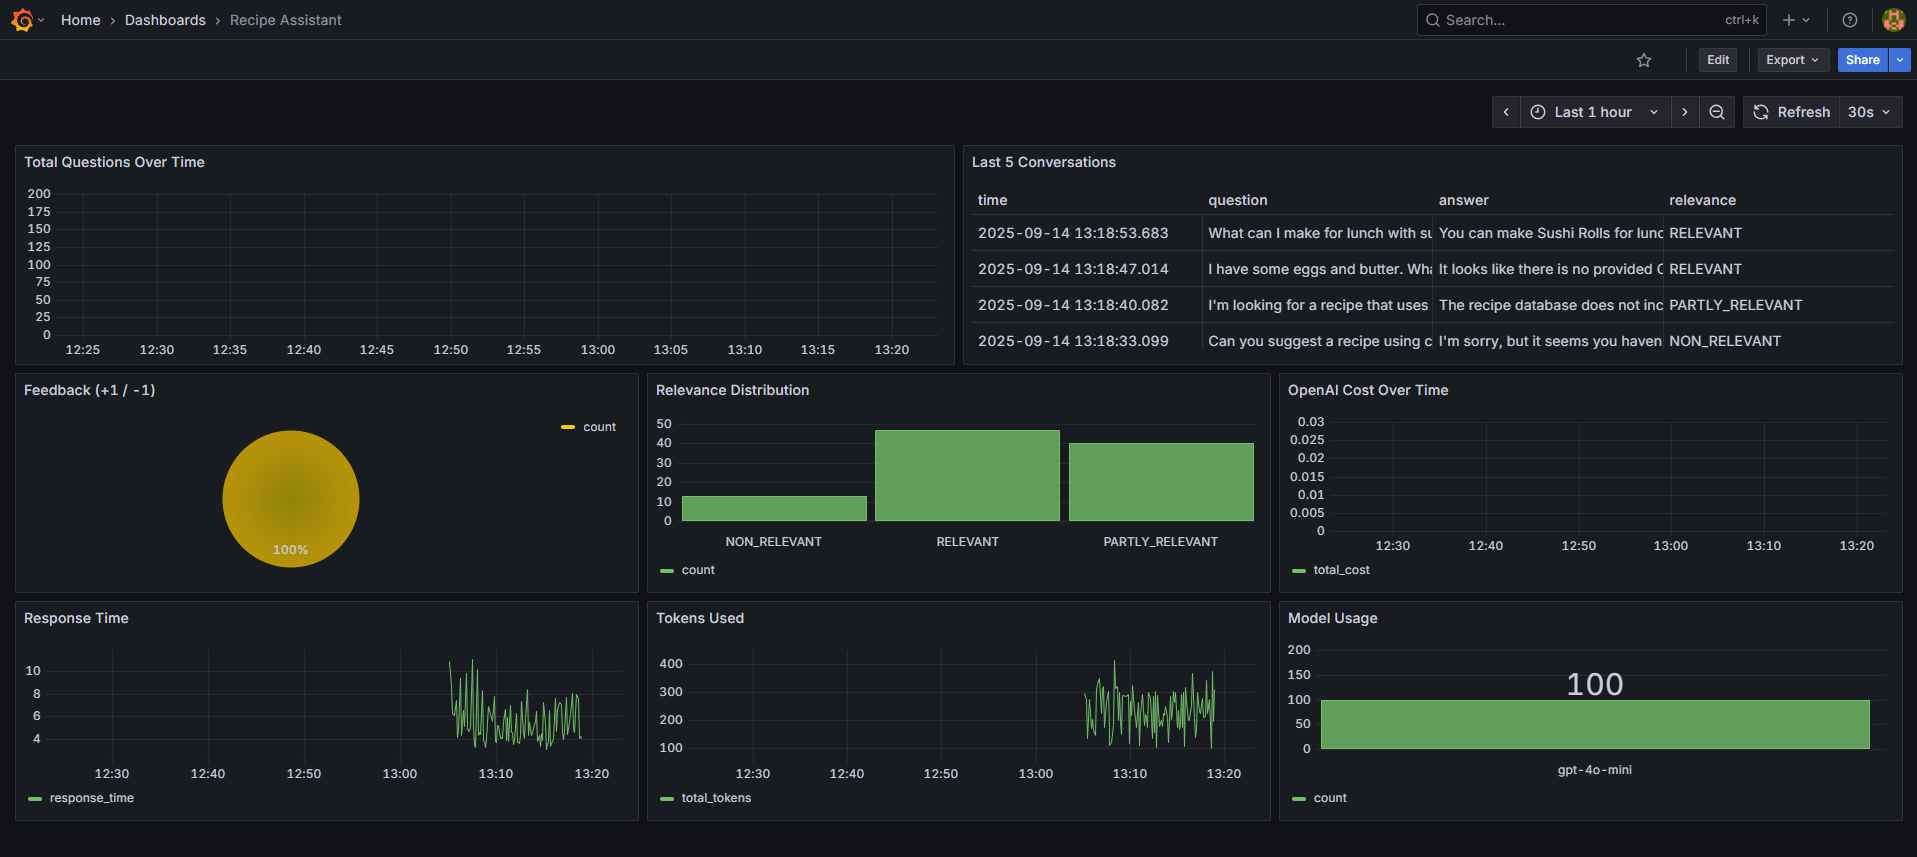 Home › Dashboards › Recipe Assistant
Search... ctrl+k
Edit Export Share
Last 1 hour Refresh 30s
Total Questions Over Time
200
175
150
125
100
75
50
25
0
12:25 12:30 12:35 12:40 12:45 12:50 12:55 13:00 13:05 13:10 13:15 13:20
Last 5 Conversations
time question answer relevance
2025-09-14 13:18:53.683 What can I make for lunch with su You can make Sushi Rolls for lunc RELEVANT
2025-09-14 13:18:47.014 I have some eggs and butter. Wha It looks like there is no provided C RELEVANT
2025-09-14 13:18:40.082 I'm looking for a recipe that uses The recipe database does not inc PARTLY_RELEVANT
2025-09-14 13:18:33.099 Can you suggest a recipe using c I'm sorry, but it seems you haven NON_RELEVANT
Feedback (+1 / -1)
count
100%
Relevance Distribution
50
40
30
20
10
0
NON_RELEVANT RELEVANT PARTLY_RELEVANT
count
OpenAI Cost Over Time
0.03
0.025
0.02
0.015
0.01
0.005
0
12:30 12:40 12:50 13:00 13:10 13:20
total_cost
Response Time
10
8
6
4
12:30 12:40 12:50 13:00 13:10 13:20
response_time
Tokens Used
400
300
200
100
12:30 12:40 12:50 13:00 13:10 13:20
total_tokens
Model Usage
200
150
100
50
0
100
gpt-4o-mini
count